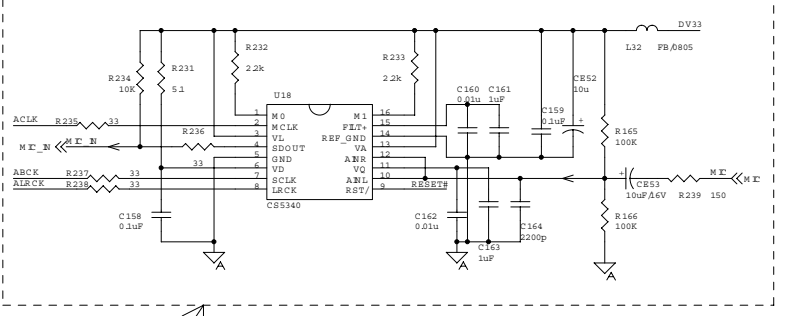 DV33
L32 FB/0805
R232
2.2k
R233
2.2k
R234
10K
R231
5.1
CE52
10u
U18
C160
0.01u
C161
1uF
C159
0.1uF
+
R165
100K
1 M0
2 MCLK
3 VL
4 SDOUT
5 GND
6 VD
7 SCLK
8 LRCK
M1 16
FILT+ 15
REF_GND 14
VA 13
AINR 12
VQ 11
AINL 10
RST/ 9
CS5340
ACLK R235 33
MIC_IN MIC_IN
R236
33
ABCK R237 33
ALRCK R238 33
RESET#
C158
0.1uF
C162
0.01u
C163
1uF
C164
2200p
+
CE53
10uF/16V
R239 150
MIC MIC
R166
100K
A
A
A